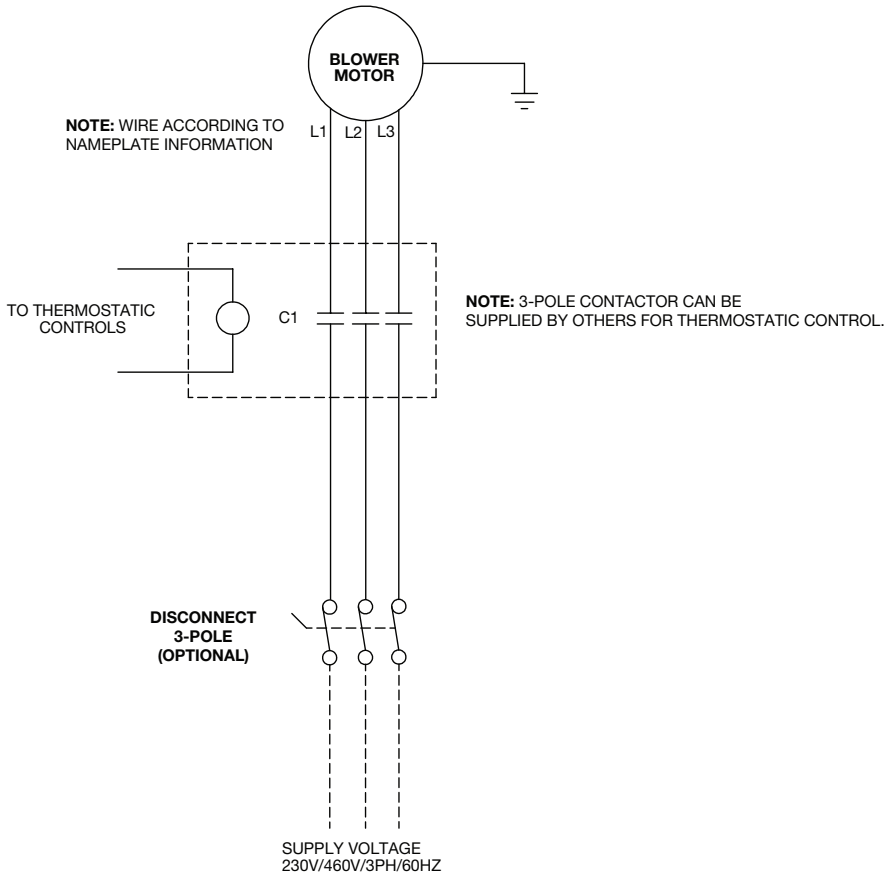 BLOWER
MOTOR
NOTE: WIRE ACCORDING TO
NAMEPLATE INFORMATION
L1
L2
L3
TO THERMOSTATIC
CONTROLS
C1
NOTE: 3-POLE CONTACTOR CAN BE
SUPPLIED BY OTHERS FOR THERMOSTATIC CONTROL.
DISCONNECT
3-POLE
(OPTIONAL)
SUPPLY VOLTAGE
230V/460V/3PH/60HZ